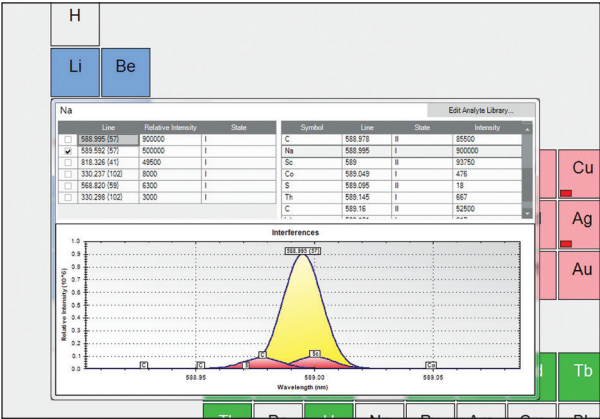 H
Li Be
Na Edit Analyte Library...
Line Relative Intensity State
588.995 (57) 900000 I
589.592 (57) 500000 I
818.326 (41) 49500 I
330.237 (102) 8000 I
568.820 (59) 6300 I
330.298 (102) 3000 I
Symbol Line State Intensity
C 588.978 II 85500
Na 588.995 I 900000
Sc 589 II 93750
Co 589.049 I 476
S 589.095 II 18
Th 589.145 I 667
C 589.16 II 52500
Cu
Ag
Au
Interferences
Relative Intensity (10^6)
1.0
0.9
0.8
0.7
0.6
0.5
0.4
0.3
0.2
0.1
0.0
588.995 (57)
C C S C Sc Co
588.95 589.00 589.05
Wavelength (nm)
d Tb